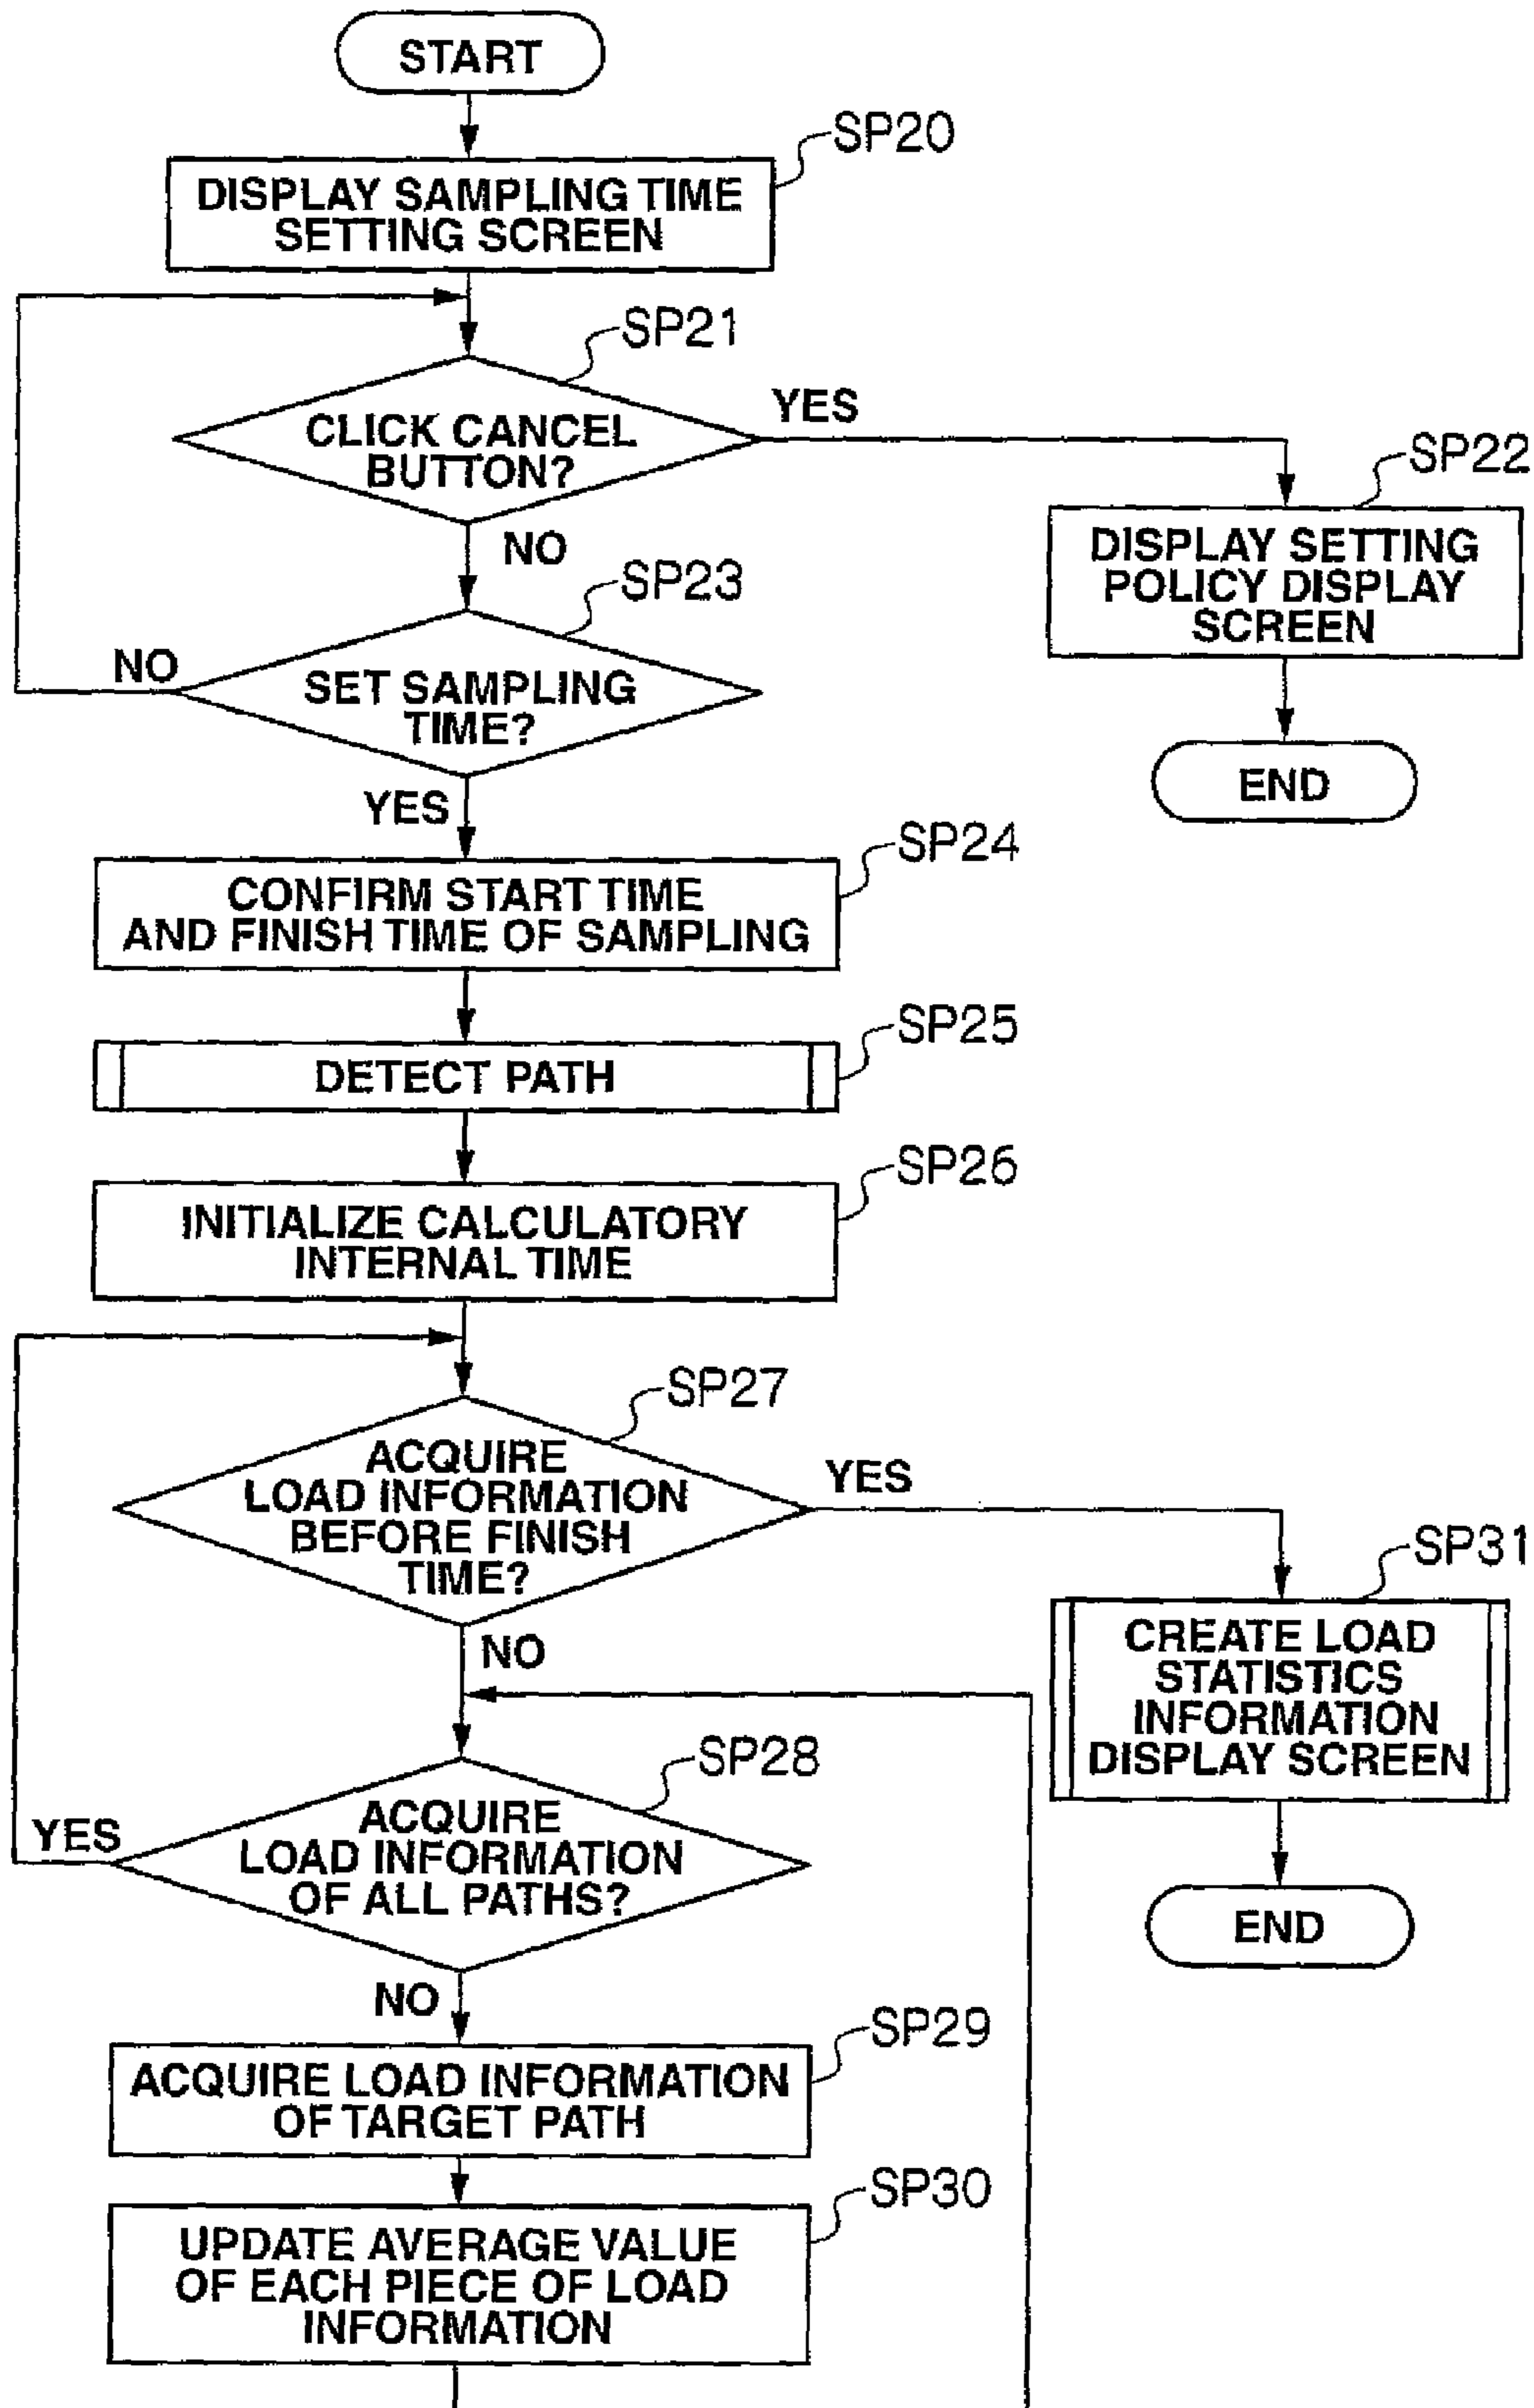 START
SP20
DISPLAY SAMPLING TIME
SETTING SCREEN
SP21
CLICK CANCEL
BUTTON?
YES
NO
SP22
DISPLAY SETTING
POLICY DISPLAY
SCREEN
END
SP23
SET SAMPLING
TIME?
NO
YES
SP24
CONFIRM START TIME
AND FINISH TIME OF SAMPLING
SP25
DETECT PATH
SP26
INITIALIZE CALCULATORY
INTERNAL TIME
SP27
ACQUIRE
LOAD INFORMATION
BEFORE FINISH
TIME?
YES
NO
SP31
CREATE LOAD
STATISTICS
INFORMATION
DISPLAY SCREEN
END
SP28
ACQUIRE
LOAD INFORMATION
OF ALL PATHS?
YES
NO
SP29
ACQUIRE LOAD INFORMATION
OF TARGET PATH
SP30
UPDATE AVERAGE VALUE
OF EACH PIECE OF LOAD
INFORMATION